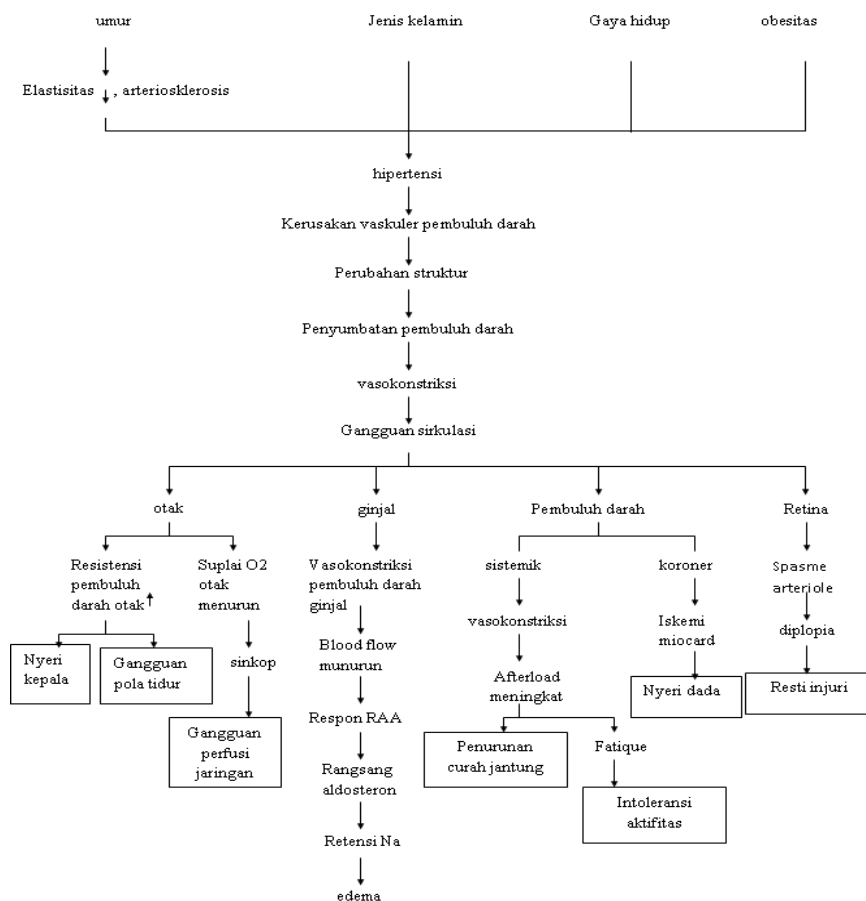 umur
Jenis kelamin
Gaya hidup
obesitas
Elastisitas , arteriosklerosis
hipertensi
Kerusakan vaskuler pembuluh darah
Perubahan struktur
Penyumbatan pembuluh darah
vasokonstriksi
Gangguan sirkulasi
otak
ginjal
Pembuluh darah
Retina
Resistensi
pembuluh
darah otak
Suplai O2
otak
menurun
Vasokonstriksi
pembuluh darah
ginjal
sistemik
koroner
Spasme
arteriole
vasokonstriksi
Iskemi
miocard
diplopia
Nyeri
kepala
Gangguan
pola tidur
sinkop
Blood flow
munurun
Afterload
meningkat
Nyeri dada
Resti injuri
Gangguan
perfusi
jaringan
Respon RAA
Penurunan
curah jantung
Fatique
Rangsang
aldosteron
Intoleransi
aktifitas
Retensi Na
edema